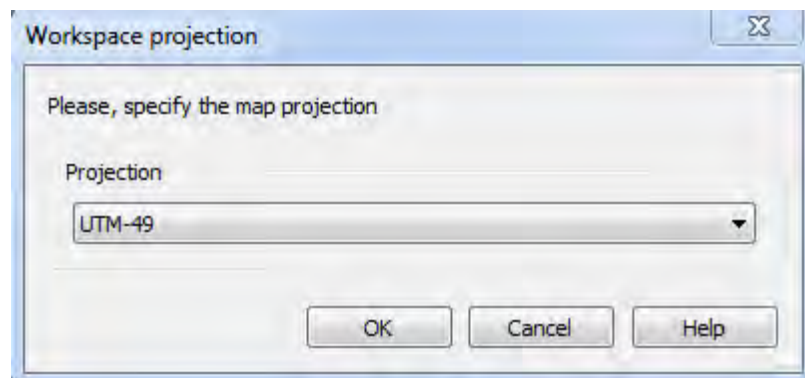 Workspace projection
Please, specify the map projection
Projection
UTM-49
OK Cancel Help